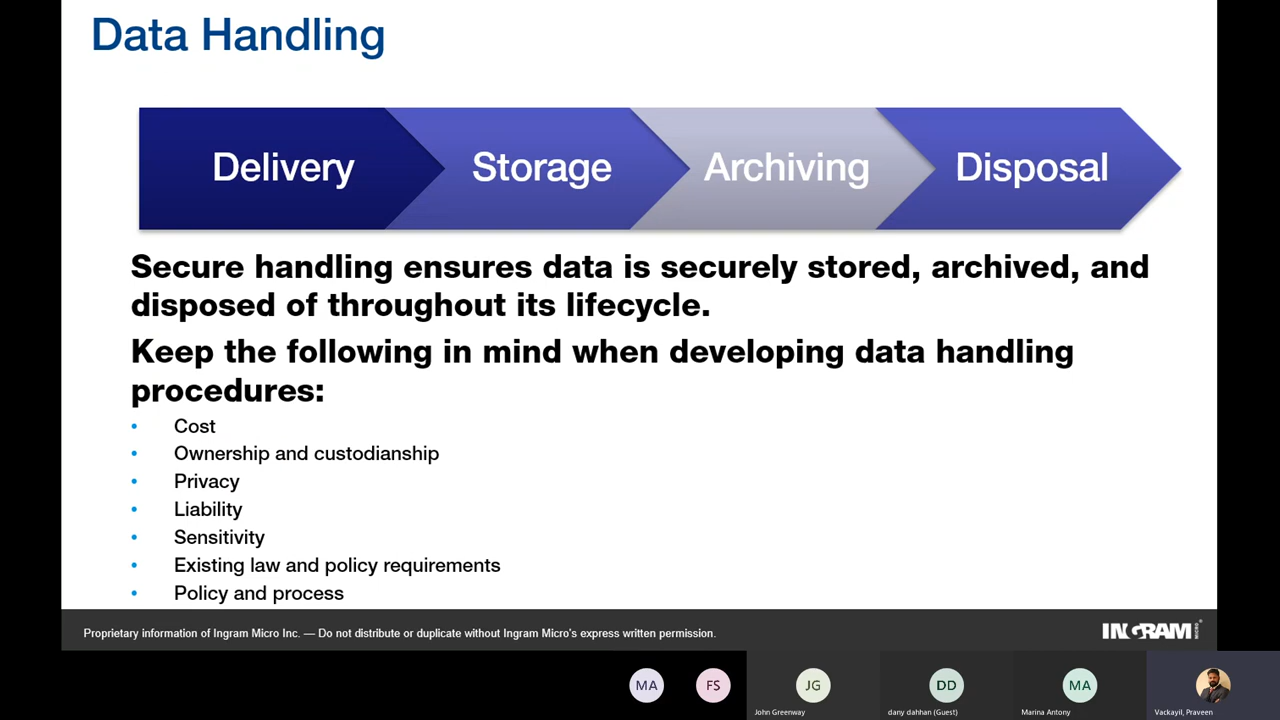 Data Handling
Delivery
Storage
Archiving
Disposal
Secure handling ensures data is securely stored, archived, and
disposed of throughout its lifecycle.
Keep the following in mind when developing data handling
procedures:
• Cost
• Ownership and custodianship
• Privacy
• Liability
• Sensitivity
• Existing law and policy requirements
• Policy and process
Proprietary information of Ingram Micro Inc. — Do not distribute or duplicate without Ingram Micro's express written permission.
INGRAM MICRO
MA
FS
JG
DD
MA
John Greenway
dany dahhan (Guest)
Marina Antony
Vackayil, Praveen